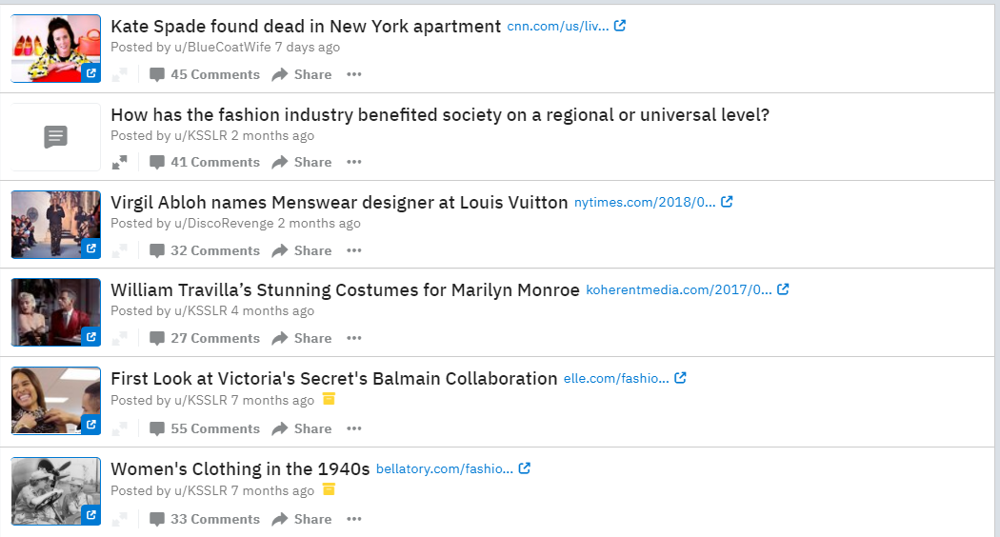 Kate Spade found dead in New York apartment cnn.com/us/liv...
Posted by u/BlueCoatWife 7 days ago
45 Comments Share
How has the fashion industry benefited society on a regional or universal level?
Posted by u/KSSLR 2 months ago
41 Comments Share
Virgil Abloh names Menswear designer at Louis Vuitton nytimes.com/2018/0...
Posted by u/DiscoRevenge 2 months ago
32 Comments Share
William Travilla’s Stunning Costumes for Marilyn Monroe koherentmedia.com/2017/0...
Posted by u/KSSLR 4 months ago
27 Comments Share
First Look at Victoria's Secret's Balmain Collaboration elle.com/fashio...
Posted by u/KSSLR 7 months ago
55 Comments Share
Women's Clothing in the 1940s bellatory.com/fashio...
Posted by u/KSSLR 7 months ago
33 Comments Share